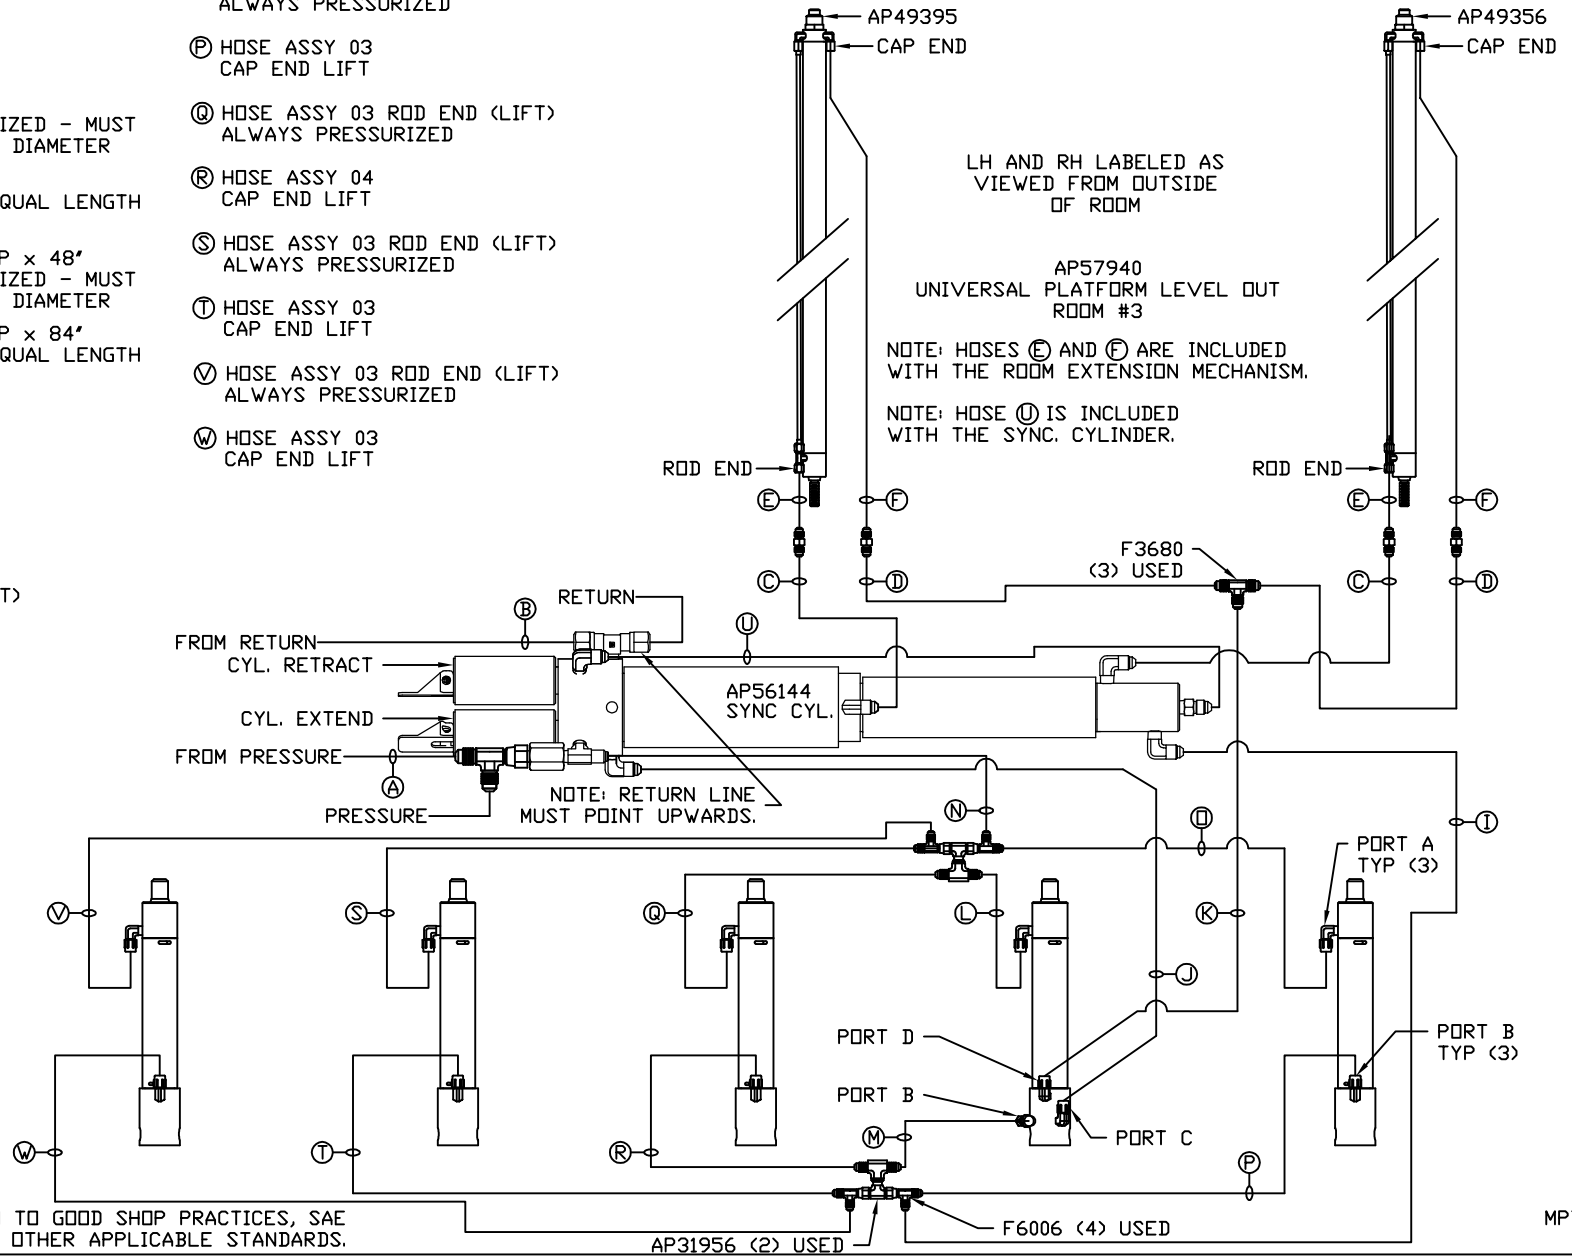 ALWAYS PRESSURIZED
P HOSE ASSY 03
CAP END LIFT
Q HOSE ASSY 03 ROD END (LIFT)
ALWAYS PRESSURIZED
R HOSE ASSY 04
CAP END LIFT
S HOSE ASSY 03 ROD END (LIFT)
ALWAYS PRESSURIZED
T HOSE ASSY 03
CAP END LIFT
V HOSE ASSY 03 ROD END (LIFT)
ALWAYS PRESSURIZED
W HOSE ASSY 03
CAP END LIFT
IZED - MUST
DIAMETER
QUAL LENGTH
P x 48"
IZED - MUST
DIAMETER
P x 84"
QUAL LENGTH
T)
AP49395
CAP END
AP49356
CAP END
LH AND RH LABELED AS
VIEWED FROM OUTSIDE
OF ROOM
AP57940
UNIVERSAL PLATFORM LEVEL OUT
ROOM #3
NOTE: HOSES E AND F ARE INCLUDED
WITH THE ROOM EXTENSION MECHANISM.
NOTE: HOSE U IS INCLUDED
WITH THE SYNC. CYLINDER.
ROD END
ROD END
E
F
E
F
F3680
(3) USED
C
D
C
D
B
RETURN
U
FROM RETURN
CYL. RETRACT
AP56144
SYNC CYL.
CYL. EXTEND
FROM PRESSURE
A
NOTE: RETURN LINE
MUST POINT UPWARDS.
PRESSURE
N
O
I
PORT A
TYP (3)
V
S
Q
L
K
J
PORT D
PORT B
TYP (3)
PORT B
PORT C
M
W
T
R
P
TO GOOD SHOP PRACTICES, SAE
OTHER APPLICABLE STANDARDS.
F6006 (4) USED
AP31956 (2) USED
MP